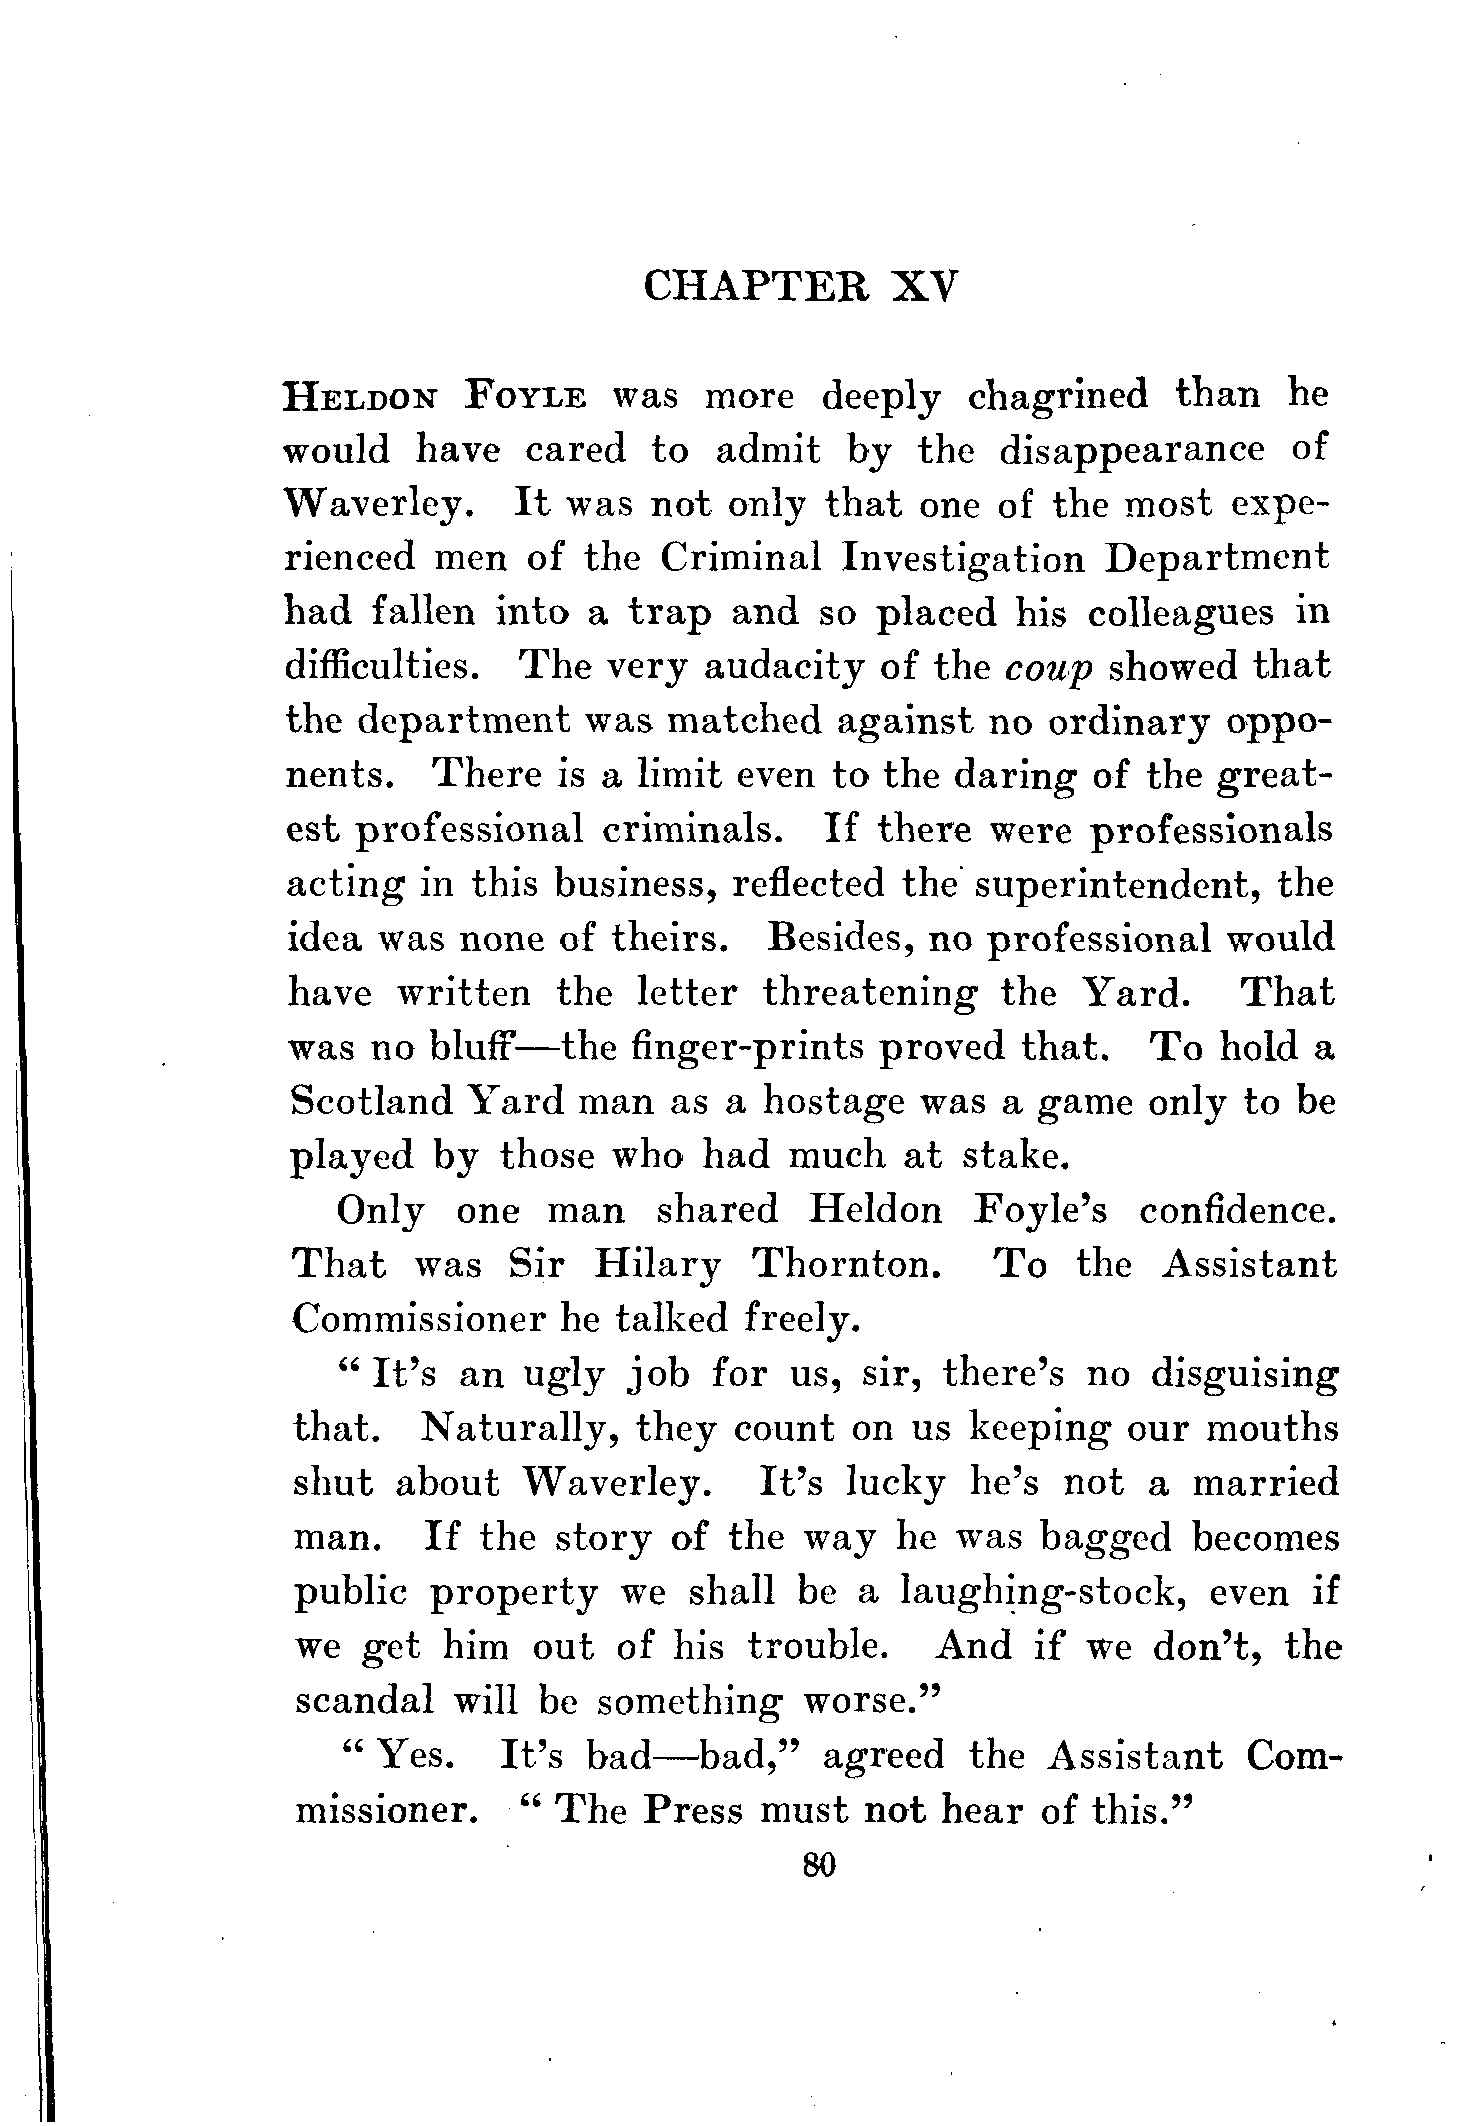 CHAPTER XV
HELDON FOYLE was more deeply chagrined than he
would have cared to admit by the disappearance of
Waverley. It was not only that one of the most expe-
rienced men of the Criminal Investigation Department
had fallen into a trap and so placed his colleagues in
difficulties. The very audacity of the coup showed that
the department was matched against no ordinary oppo-
nents. There is a limit even to the daring of the great-
est professional criminals. If there were professionals
acting in this business, reflected the superintendent, the
idea was none of theirs. Besides, no professional would
have written the letter threatening the Yard. That
was no bluff—the finger-prints proved that. To hold a
Scotland Yard man as a hostage was a game only to be
played by those who had much at stake.
Only one man shared Heldon Foyle's confidence.
That was Sir Hilary Thornton. To the Assistant
Commissioner he talked freely.
“ It's an ugly job for us, sir, there's no disguising
that. Naturally, they count on us keeping our mouths
shut about Waverley. It's lucky he's not a married
man. If the story of the way he was bagged becomes
public property we shall be a laughing-stock, even if
we get him out of his trouble. And if we don't, the
scandal will be something worse.”
“ Yes. It's bad—bad,” agreed the Assistant Com-
missioner. “ The Press must not hear of this.”
80